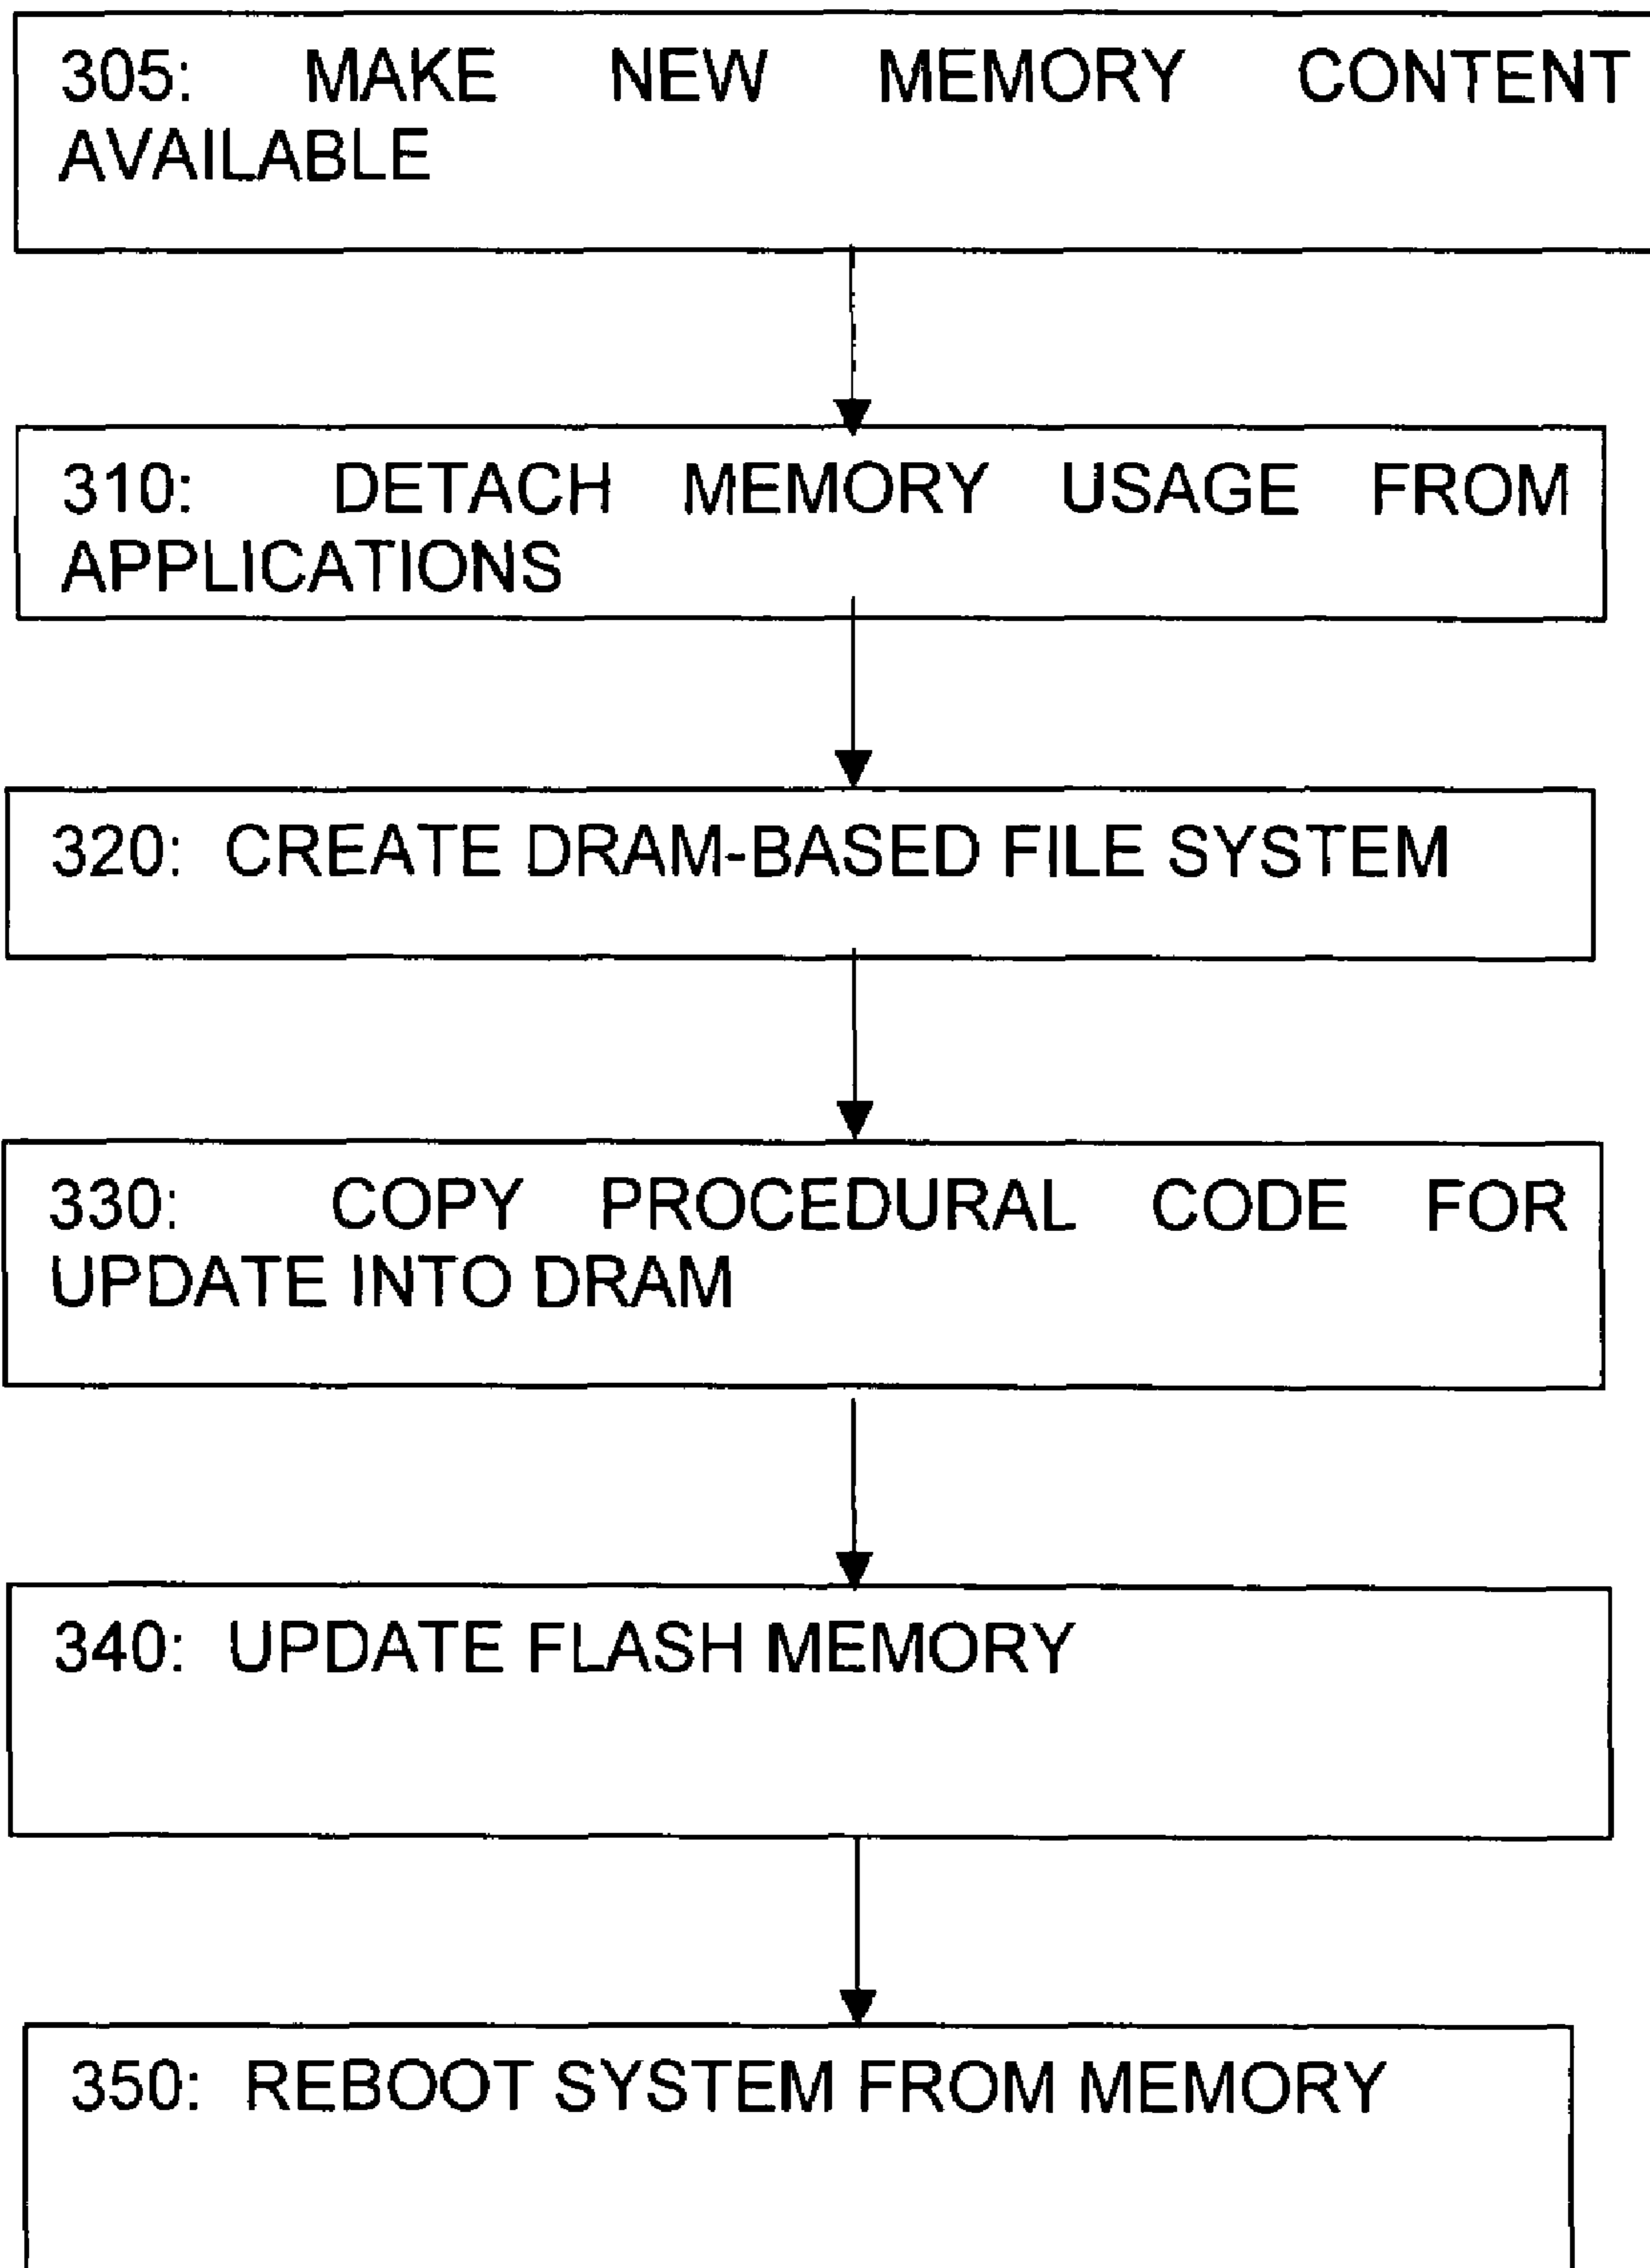 305: MAKE NEW MEMORY CONTENT
AVAILABLE
310: DETACH MEMORY USAGE FROM
APPLICATIONS
320: CREATE DRAM-BASED FILE SYSTEM
330: COPY PROCEDURAL CODE FOR
UPDATE INTO DRAM
340: UPDATE FLASH MEMORY
350: REBOOT SYSTEM FROM MEMORY